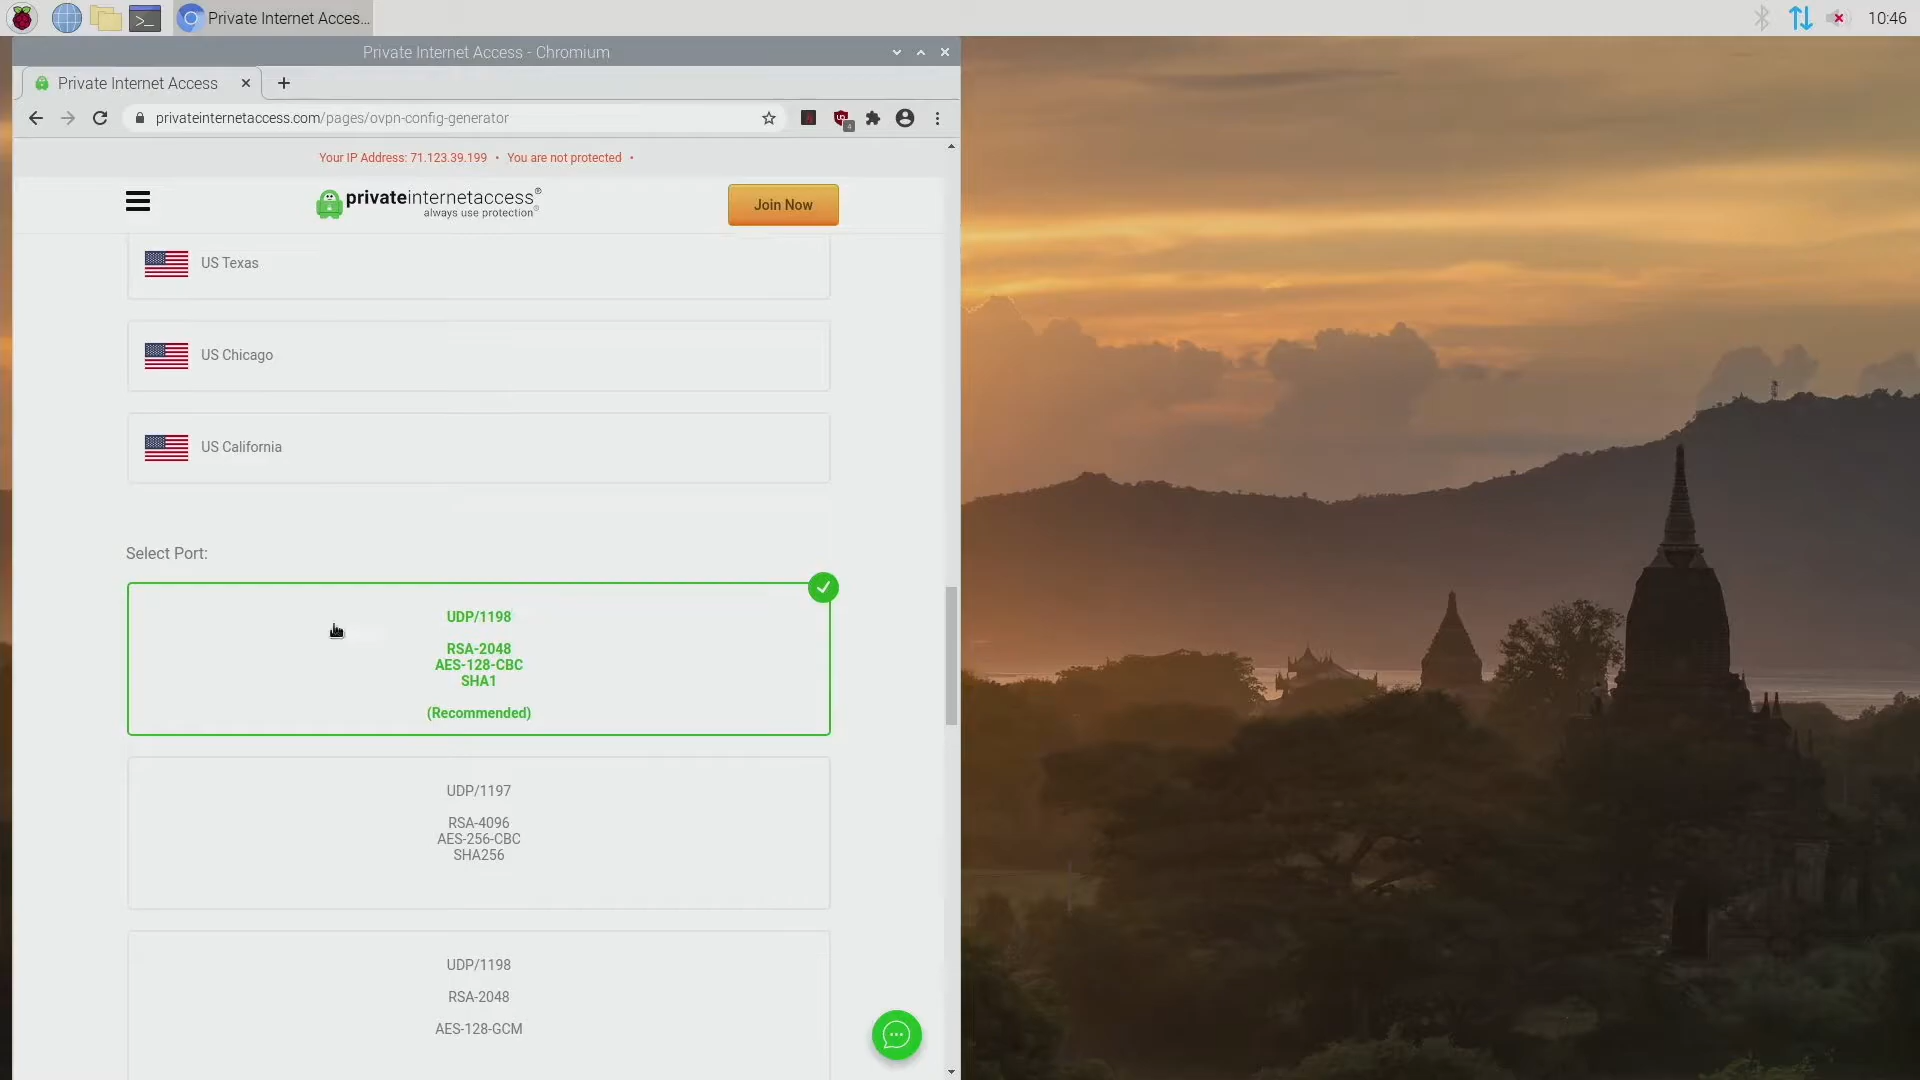 Private Internet Acces...
10:46
Private Internet Access - Chromium
Private Internet Access
privateinternetaccess.com/pages/ovpn-config-generator
4
Your IP Address: 71.123.39.199 • You are not protected •
privateinternetaccess®
always use protection®
Join Now
US Texas
US Chicago
US California
Select Port:
UDP/1198
RSA-2048
AES-128-CBC
SHA1
(Recommended)
UDP/1197
RSA-4096
AES-256-CBC
SHA256
UDP/1198
RSA-2048
AES-128-GCM